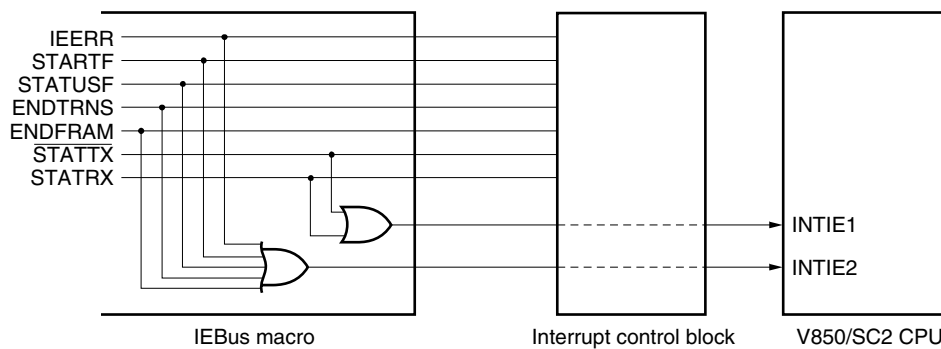 IEERR
STARTF
STATUSF
ENDTRNS
ENDFRAM
STATTX
STATRX
INTIE1
INTIE2
IEBus macro
Interrupt control block
V850/SC2 CPU